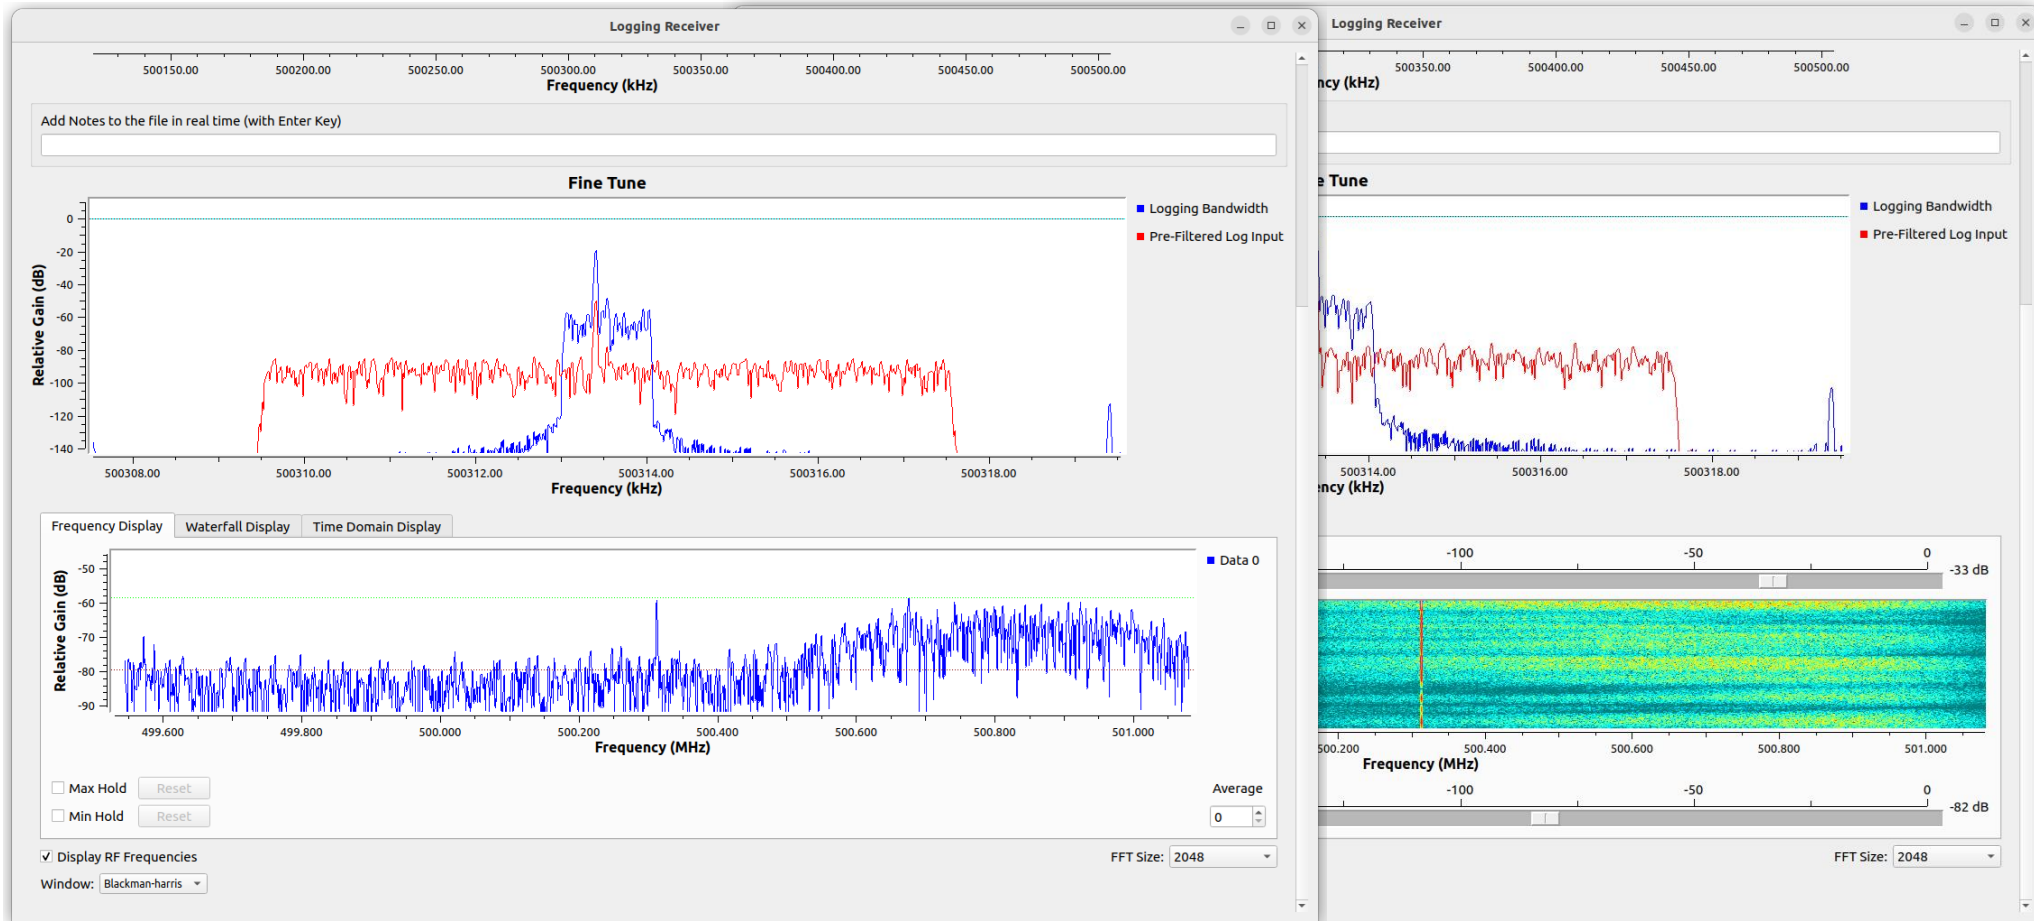 Logging Receiver
500150.00 500200.00 500250.00 500300.00 500350.00 500400.00 500450.00 500500.00
Frequency (kHz)
Add Notes to the file in real time (with Enter Key)
Fine Tune
Logging Bandwidth
Pre-Filtered Log Input
Relative Gain (dB)
0
-20
-40
-60
-80
-100
-120
-140
500308.00 500310.00 500312.00 500314.00 500316.00 500318.00
Frequency (kHz)
Frequency Display Waterfall Display Time Domain Display
Data 0
Relative Gain (dB)
-50
-60
-70
-80
-90
499.600 499.800 500.000 500.200 500.400 500.600 500.800 501.000
Frequency (MHz)
Max Hold Reset
Min Hold Reset
Average
0
Display RF Frequencies
FFT Size: 2048
Window: Blackman-harris
Logging Receiver
500350.00 500400.00 500450.00 500500.00
ncy (kHz)
e Tune
Logging Bandwidth
Pre-Filtered Log Input
500314.00 500316.00 500318.00
ency (kHz)
-100 -50 0
-33 dB
500.200 500.400 500.600 500.800 501.000
Frequency (MHz)
-100 -50 0
-82 dB
FFT Size: 2048